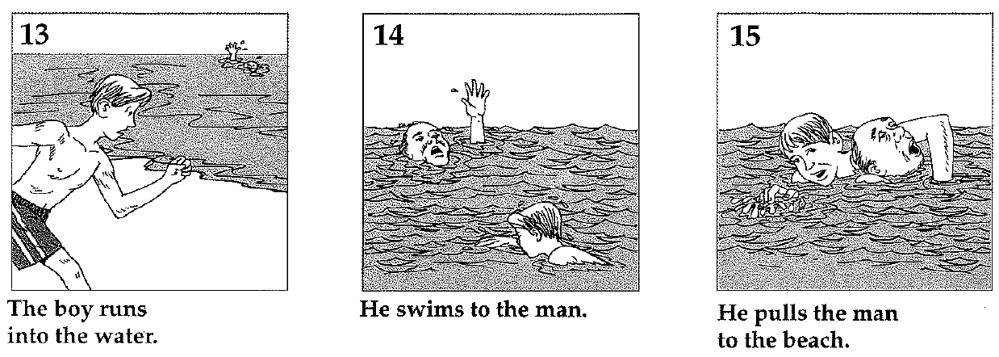 13
The boy runs
into the water.
14
He swims to the man.
15
He pulls the man
to the beach.